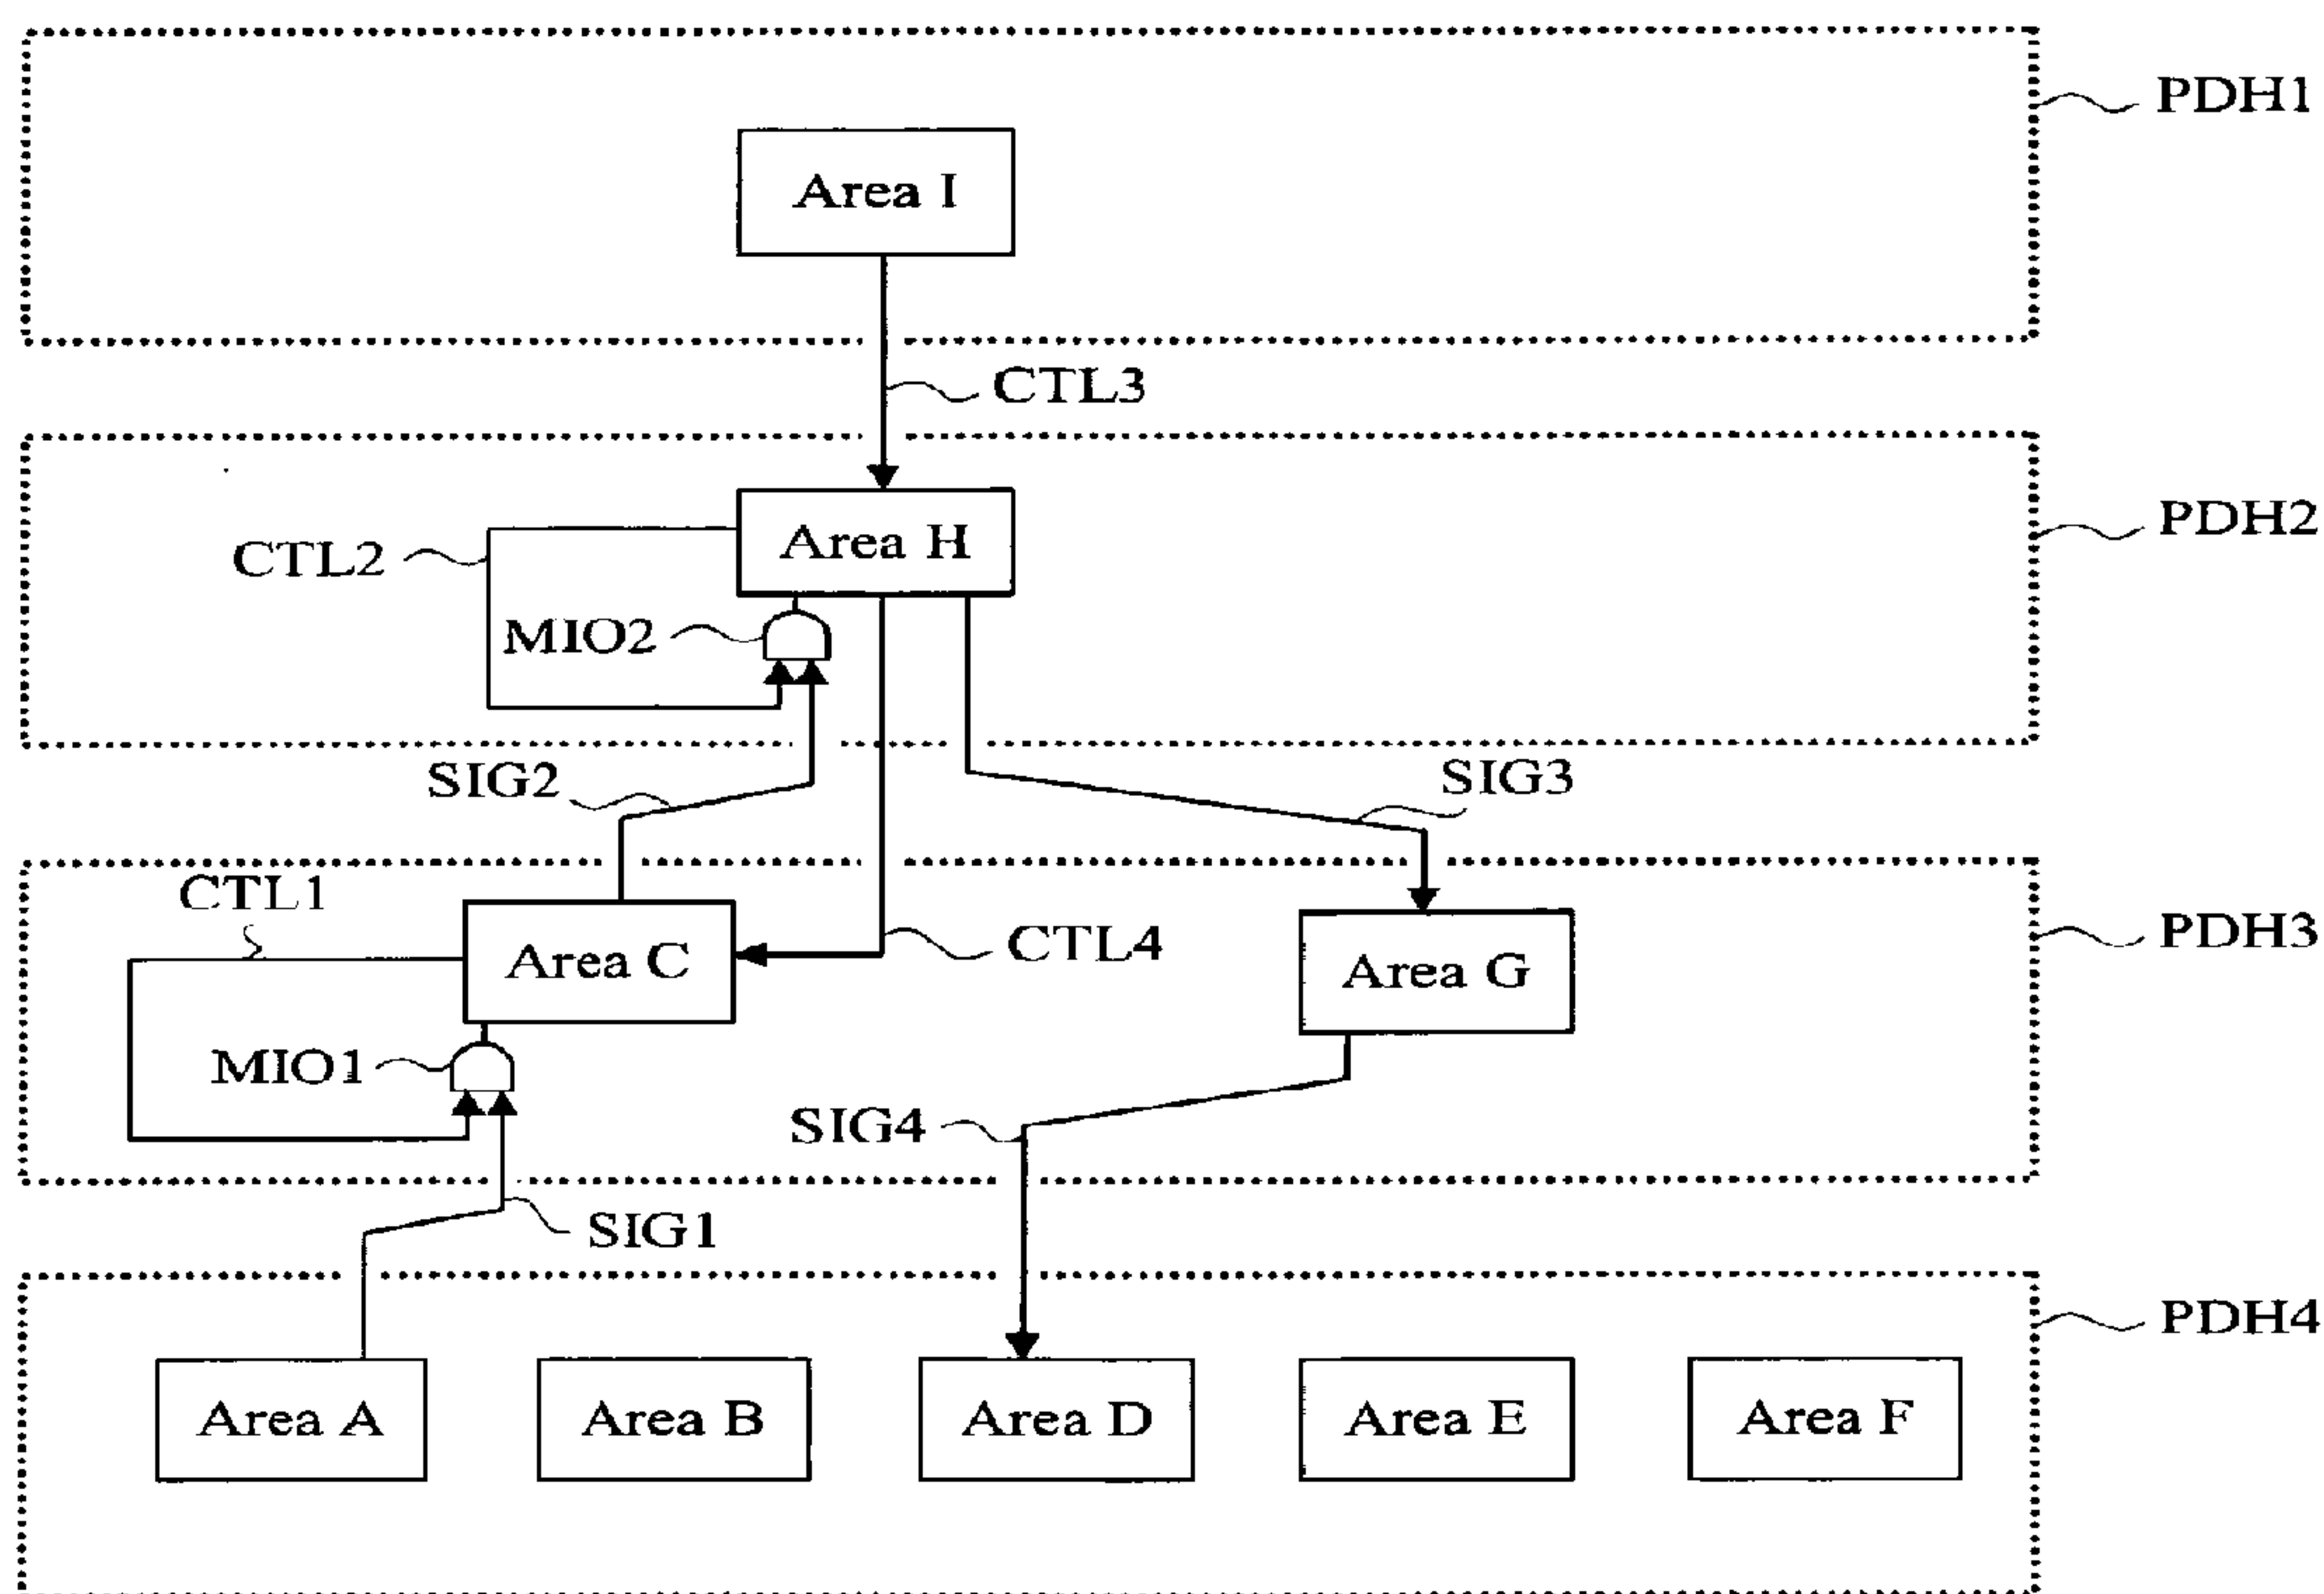 PDH1
Area I
CTL3
PDH2
Area H
CTL2
MIO2
SIG2
SIG3
CTL1
PDH3
Area C
CTL4
Area G
MIO1
SIG4
SIG1
PDH4
Area A
Area B
Area D
Area E
Area F